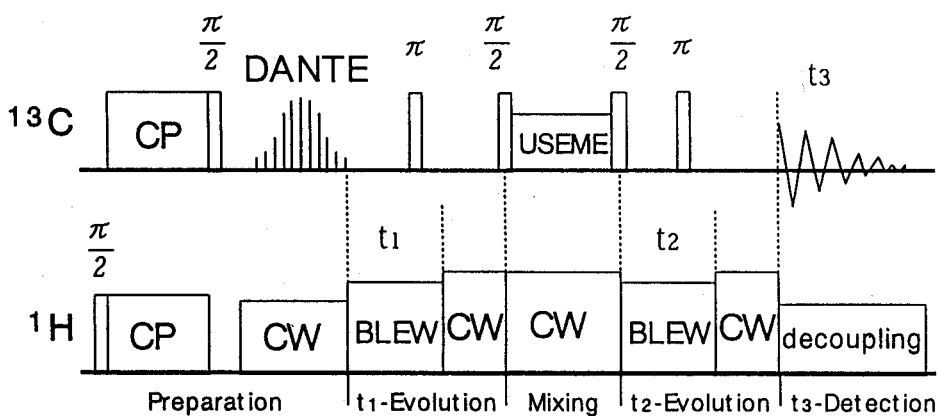 π/2 π π/2 π/2 π
DANTE t3
13C CP USEME
t1 t2
π/2
1H CP CW BLEW CW CW BLEW CW decoupling
Preparation t1-Evolution Mixing t2-Evolution t3-Detection